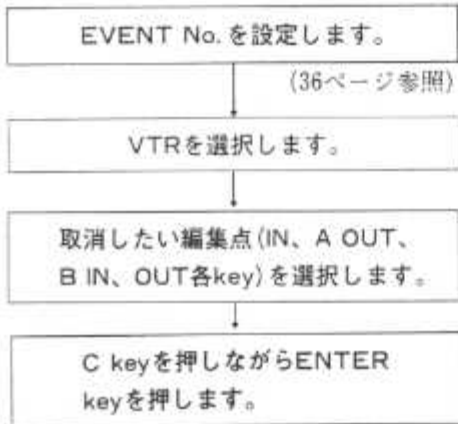 EVENT No. を設定します。
(36ページ参照)
VTRを選択します。
取消したい編集点(IN、A OUT、
B IN、OUT各key)を選択します。
C keyを押しながらENTER
keyを押します。